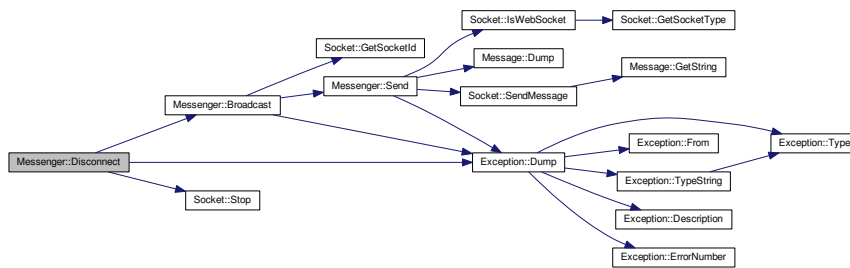 Socket::IsWebSocket
Socket::GetSocketType
Socket::GetSocketId
Message::Dump
Message::GetString
Messenger::Send
Socket::SendMessage
Messenger::Broadcast
Exception::From
Exception::Type
Messenger::Disconnect
Exception::Dump
Exception::TypeString
Socket::Stop
Exception::Description
Exception::ErrorNumber